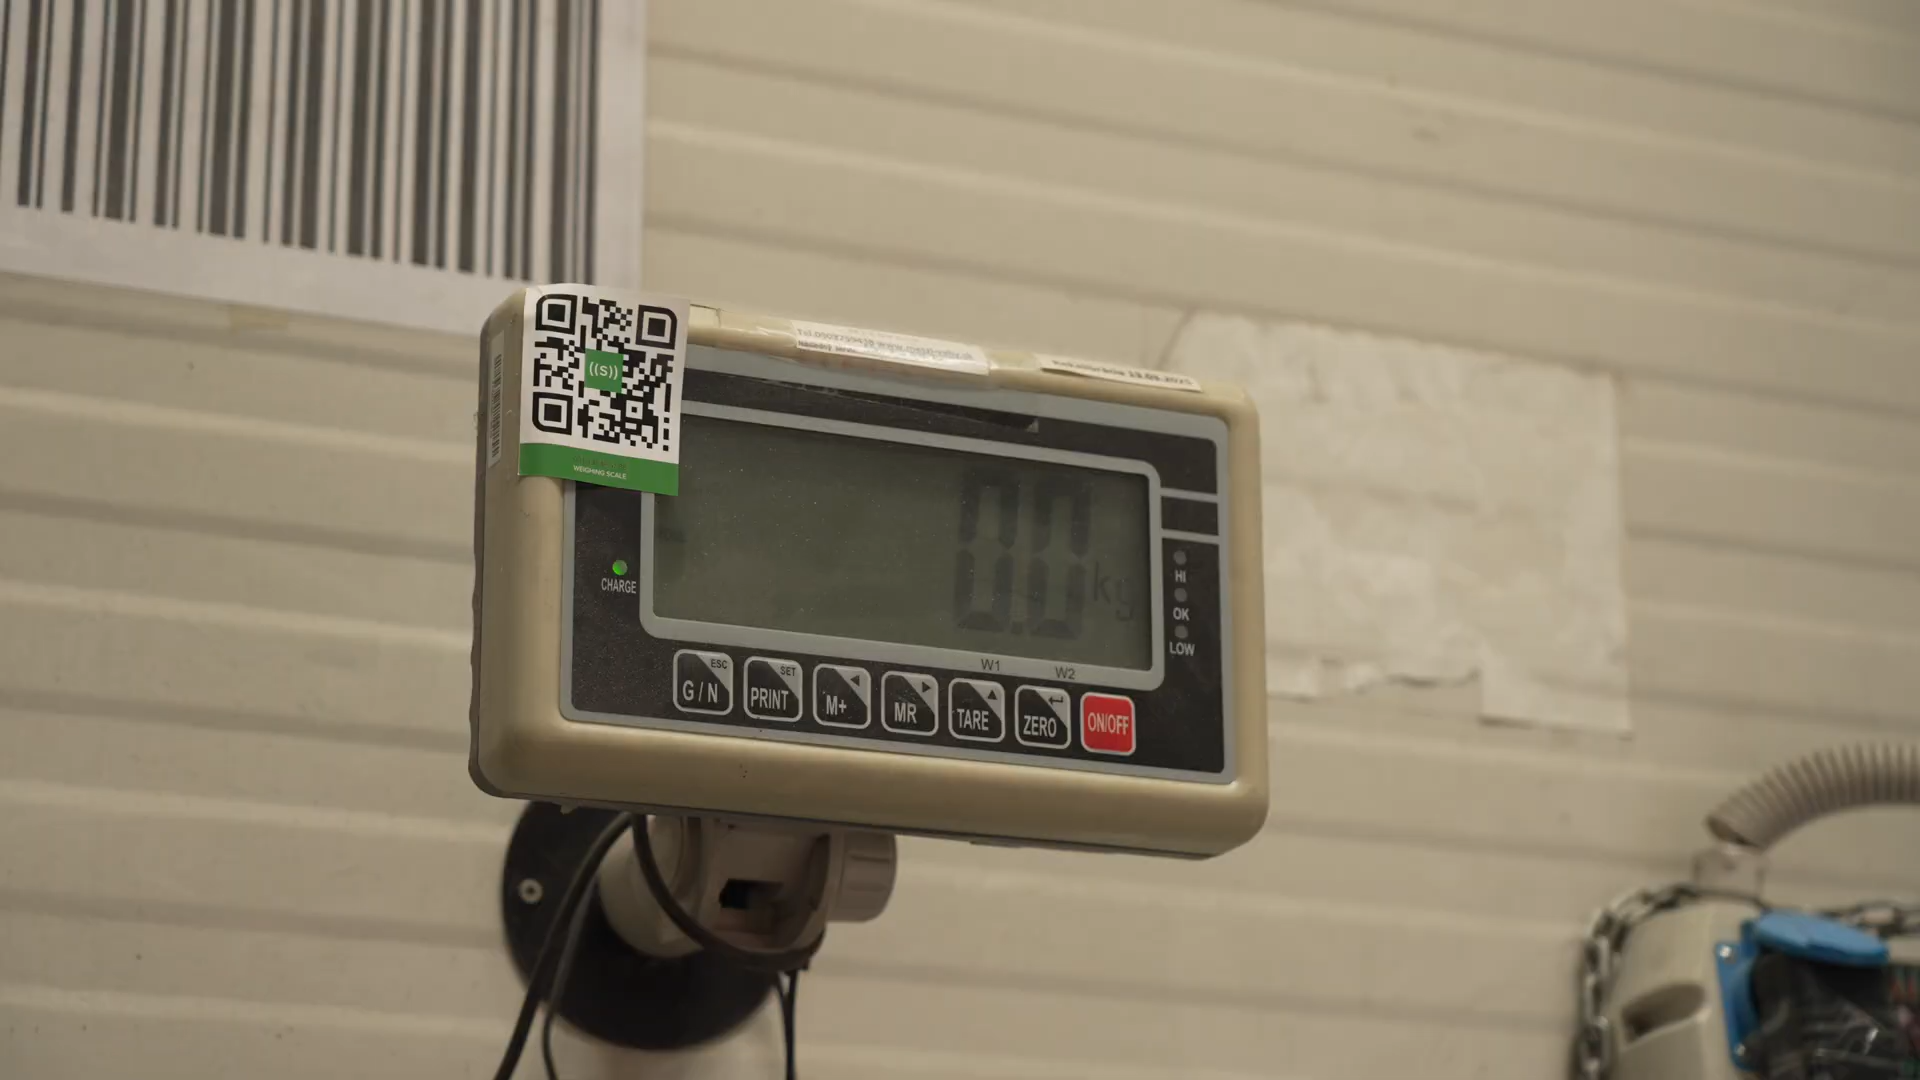 ((S))
WEIGHING SCALE
0.0 kg
CHARGE
HI
OK
LOW
W1 W2
ESC
G / N
SET
PRINT
M+
MR
TARE
ZERO
ON/OFF